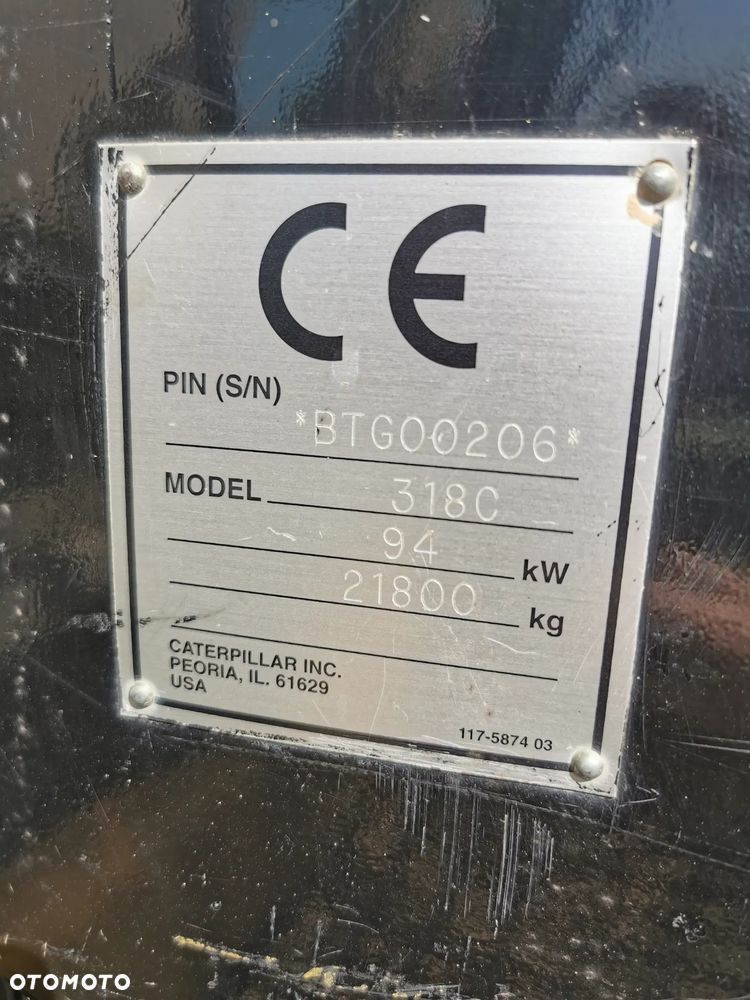 CE
PIN (S/N)
*BTG00206*
MODEL 318C
94 kW
21800 kg
CATERPILLAR INC.
PEORIA, IL. 61629
USA
117-5874 03
OTOMOTO